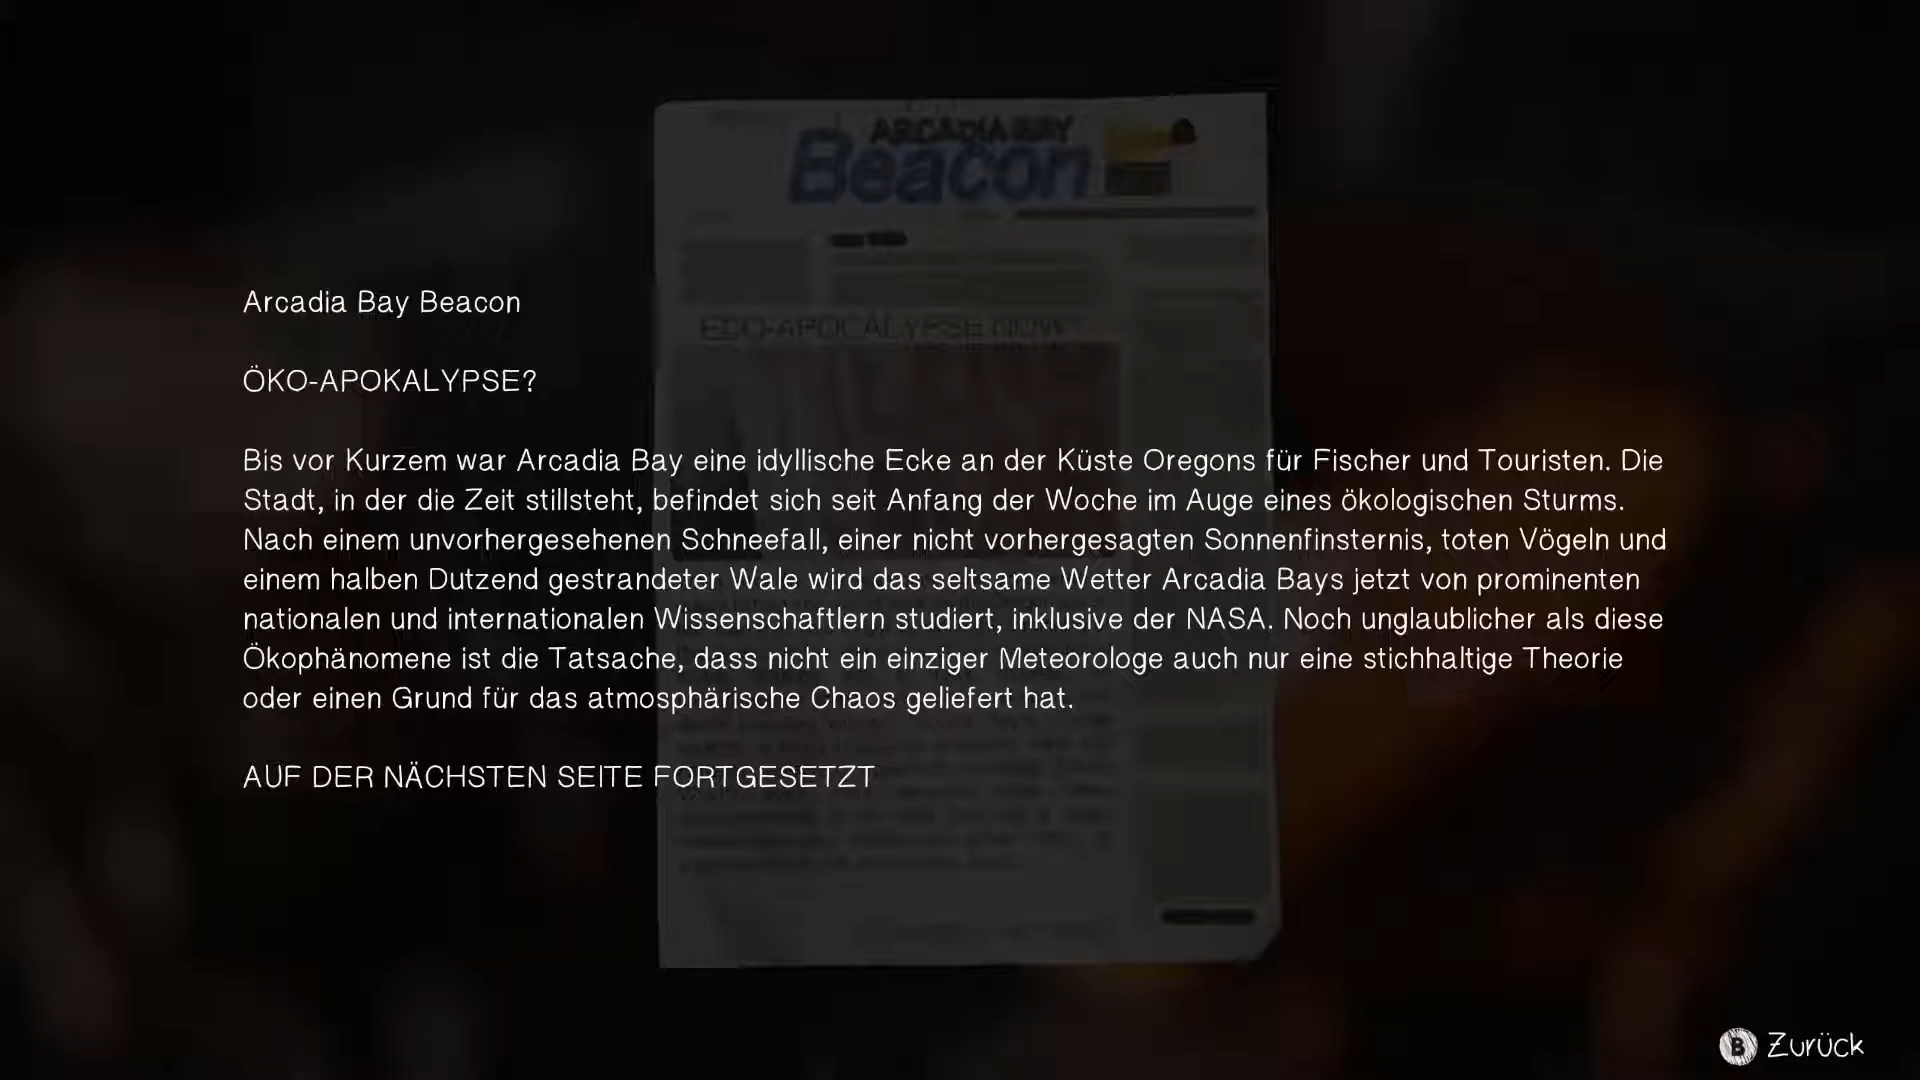 ARCADIA BAY
Beacon
ECO-APOCALYPSE NOW?
Arcadia Bay Beacon
ÖKO-APOKALYPSE?
Bis vor Kurzem war Arcadia Bay eine idyllische Ecke an der Küste Oregons für Fischer und Touristen. Die
Stadt, in der die Zeit stillsteht, befindet sich seit Anfang der Woche im Auge eines ökologischen Sturms.
Nach einem unvorhergesehenen Schneefall, einer nicht vorhergesagten Sonnenfinsternis, toten Vögeln und
einem halben Dutzend gestrandeter Wale wird das seltsame Wetter Arcadia Bays jetzt von prominenten
nationalen und internationalen Wissenschaftlern studiert, inklusive der NASA. Noch unglaublicher als diese
Ökophänomene ist die Tatsache, dass nicht ein einziger Meteorologe auch nur eine stichhaltige Theorie
oder einen Grund für das atmosphärische Chaos geliefert hat.
AUF DER NÄCHSTEN SEITE FORTGESETZT
B Zurück